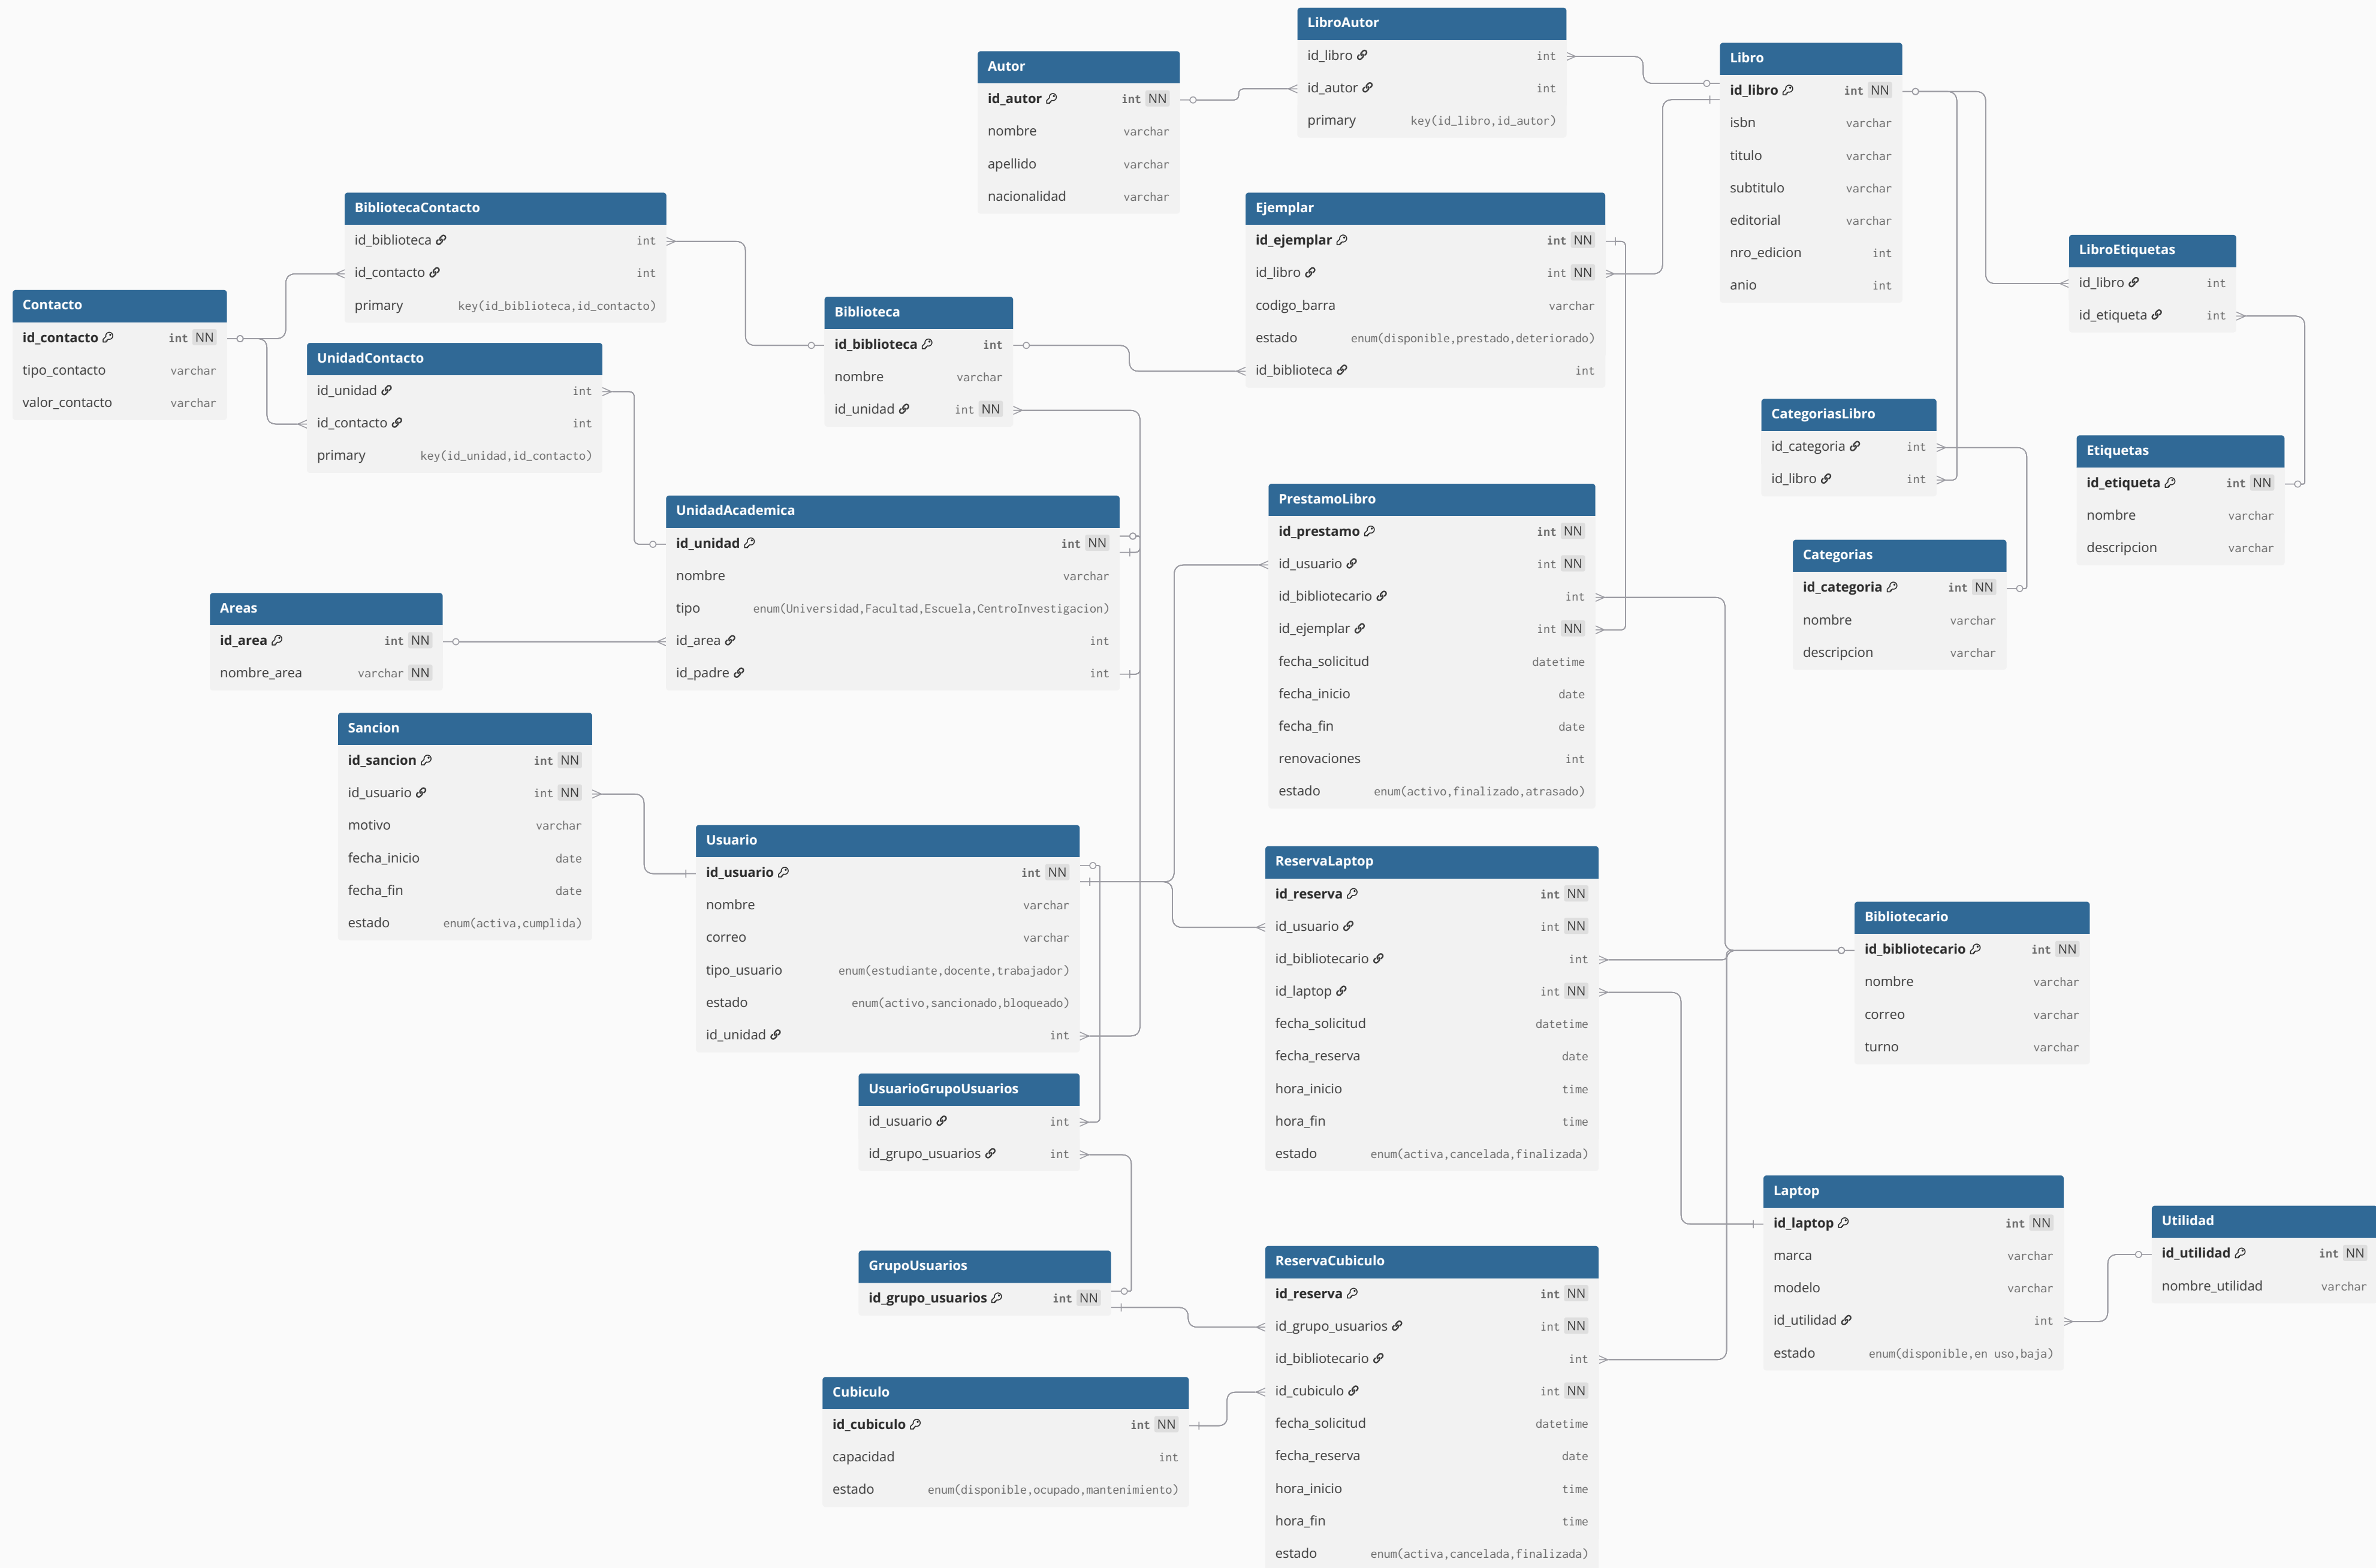 LibroAutor
id_libro int
id_autor int
primary key(id_libro,id_autor)
Autor
id_autor int NN
nombre varchar
apellido varchar
nacionalidad varchar
Libro
id_libro int NN
isbn varchar
titulo varchar
subtitulo varchar
editorial varchar
nro_edicion int
anio int
BibliotecaContacto
id_biblioteca int
id_contacto int
primary key(id_biblioteca,id_contacto)
Ejemplar
id_ejemplar int NN
id_libro int NN
codigo_barra varchar
estado enum(disponible,prestado,deteriorado)
id_biblioteca int
LibroEtiquetas
id_libro int
id_etiqueta int
Contacto
id_contacto int NN
tipo_contacto varchar
valor_contacto varchar
Biblioteca
id_biblioteca int
nombre varchar
id_unidad int NN
UnidadContacto
id_unidad int
id_contacto int
primary key(id_unidad,id_contacto)
CategoriasLibro
id_categoria int
id_libro int
Etiquetas
id_etiqueta int NN
nombre varchar
descripcion varchar
UnidadAcademica
id_unidad int NN
nombre varchar
tipo enum(Universidad,Facultad,Escuela,CentroInvestigacion)
id_area int
id_padre int
PrestamoLibro
id_prestamo int NN
id_usuario int NN
id_bibliotecario int
id_ejemplar int NN
fecha_solicitud datetime
fecha_inicio date
fecha_fin date
renovaciones int
estado enum(activo,finalizado,atrasado)
Categorias
id_categoria int NN
nombre varchar
descripcion varchar
Areas
id_area int NN
nombre_area varchar NN
Sancion
id_sancion int NN
id_usuario int NN
motivo varchar
fecha_inicio date
fecha_fin date
estado enum(activa,cumplida)
Usuario
id_usuario int NN
nombre varchar
correo varchar
tipo_usuario enum(estudiante,docente,trabajador)
estado enum(activo,sancionado,bloqueado)
id_unidad int
ReservaLaptop
id_reserva int NN
id_usuario int NN
id_bibliotecario int
id_laptop int NN
fecha_solicitud datetime
fecha_reserva date
hora_inicio time
hora_fin time
estado enum(activa,cancelada,finalizada)
Bibliotecario
id_bibliotecario int NN
nombre varchar
correo varchar
turno varchar
UsuarioGrupoUsuarios
id_usuario int
id_grupo_usuarios int
Laptop
id_laptop int NN
marca varchar
modelo varchar
id_utilidad int
estado enum(disponible,en uso,baja)
Utilidad
id_utilidad int NN
nombre_utilidad varchar
GrupoUsuarios
id_grupo_usuarios int NN
ReservaCubiculo
id_reserva int NN
id_grupo_usuarios int NN
id_bibliotecario int
id_cubiculo int NN
fecha_solicitud datetime
fecha_reserva date
hora_inicio time
hora_fin time
estado enum(activa,cancelada,finalizada)
Cubiculo
id_cubiculo int NN
capacidad int
estado enum(disponible,ocupado,mantenimiento)